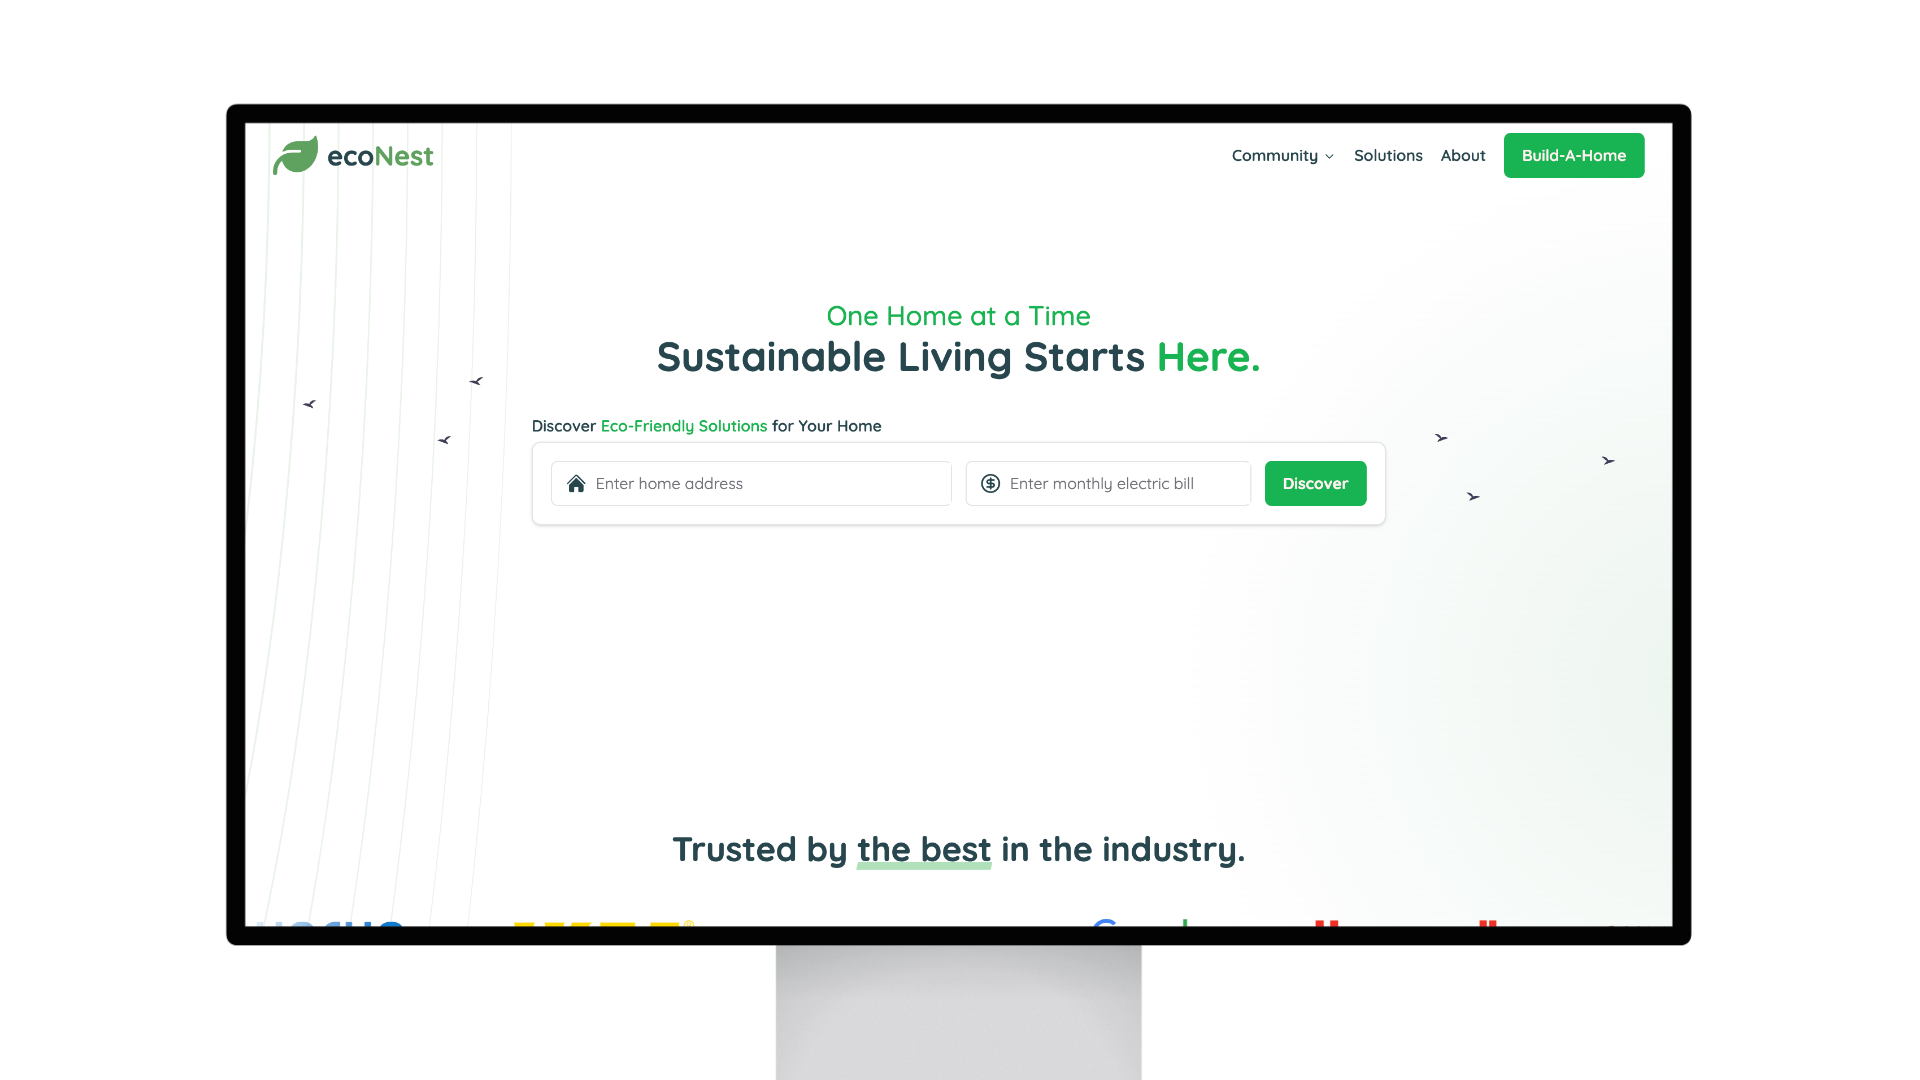 ecoNest
Community
Solutions
About
Build-A-Home
One Home at a Time
Sustainable Living Starts Here.
Discover Eco-Friendly Solutions for Your Home
Enter home address
Enter monthly electric bill
Discover
Trusted by the best in the industry.